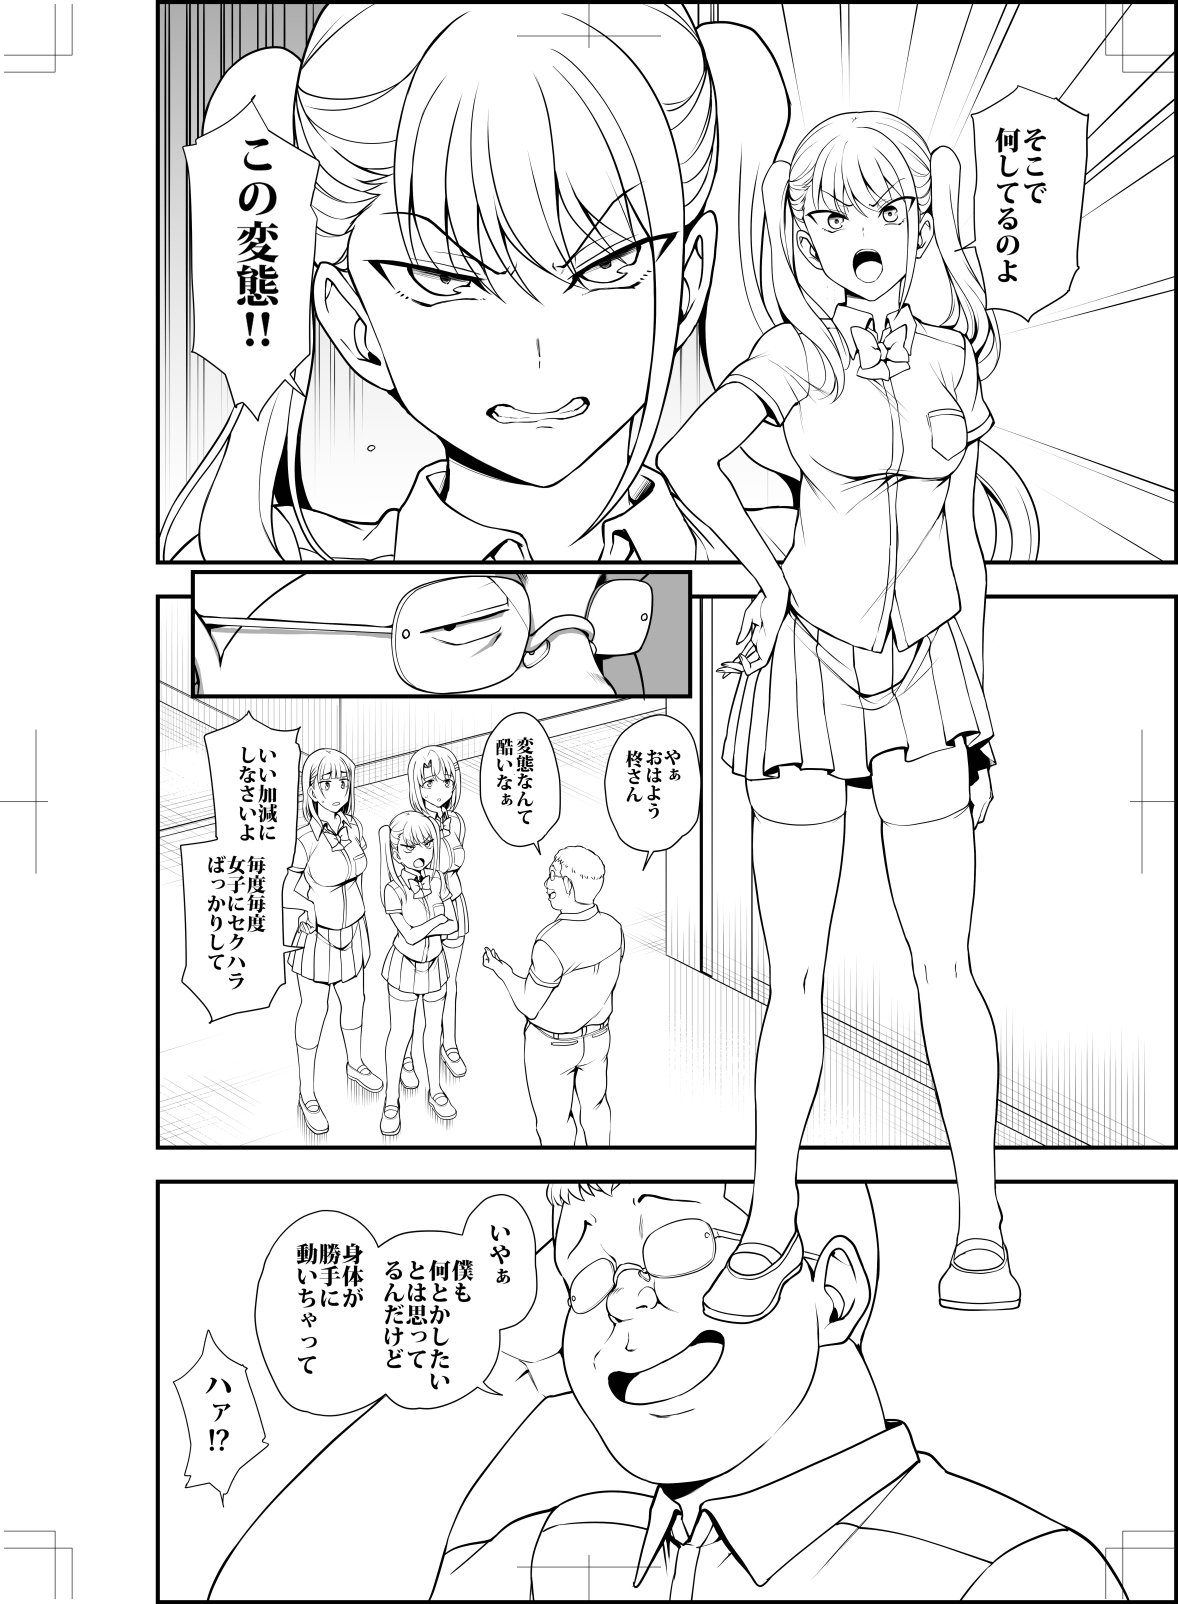 そこで
何してるのよ
この変態!!
やぁ
おはよう
柊さん
変態なんて
酷いなぁ
いい加減に
しなさいよ
毎度毎度
女子にセクハラ
ばっかりして
いやぁ
僕も
何とかしたい
とは思って
るんだけど
身体が
勝手に
動いちゃって
ハァ!?